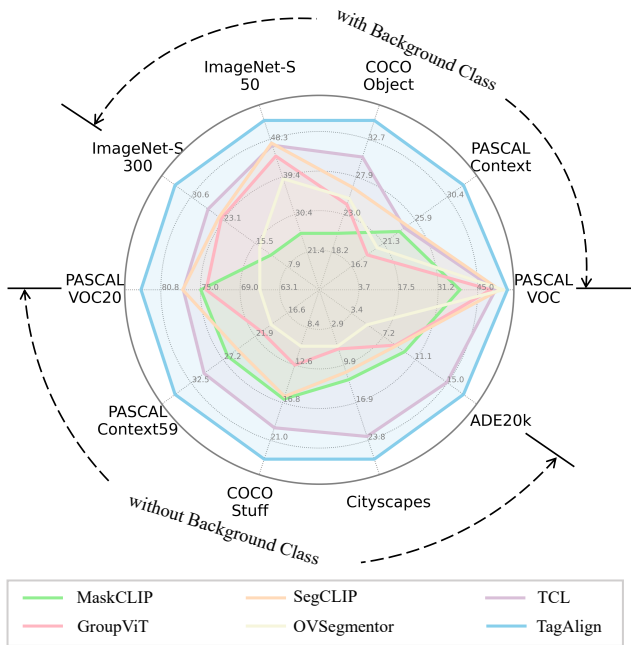 with Background Class
ImageNet-S
50
COCO
Object
ImageNet-S
300
PASCAL
Context
PASCAL
VOC20
PASCAL
VOC
PASCAL
Context59
ADE20k
COCO
Stuff
Cityscapes
without Background Class
48.3
32.7
39.4
27.9
30.6
30.4
23.1
30.4
23.0
25.9
15.5
21.4
18.2
21.3
7.9
16.7
80.8
75.0
69.0
63.1
3.7
17.5
31.2
45.0
16.6
3.4
8.4
2.9
21.9
7.2
27.2
12.6
9.9
11.1
32.5
16.8
16.9
15.0
21.0
23.8
MaskCLIP
SegCLIP
TCL
GroupViT
OVSegmentor
TagAlign